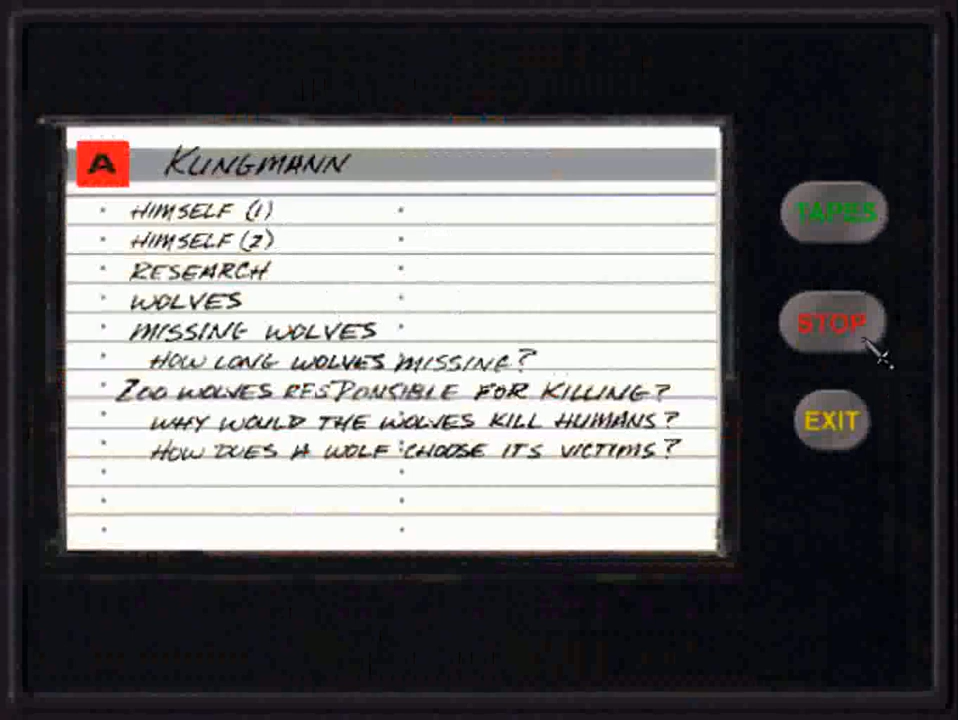 A KLINGMANN
HIMSELF (1)
HIMSELF (2)
RESEARCH
WOLVES
MISSING WOLVES
HOW LONG WOLVES MISSING?
ZOO WOLVES RESPONSIBLE FOR KILLING?
WHY WOULD THE WOLVES KILL HUMANS?
HOW DOES A WOLF CHOOSE ITS VICTIMS?
TAPES
STOP
EXIT